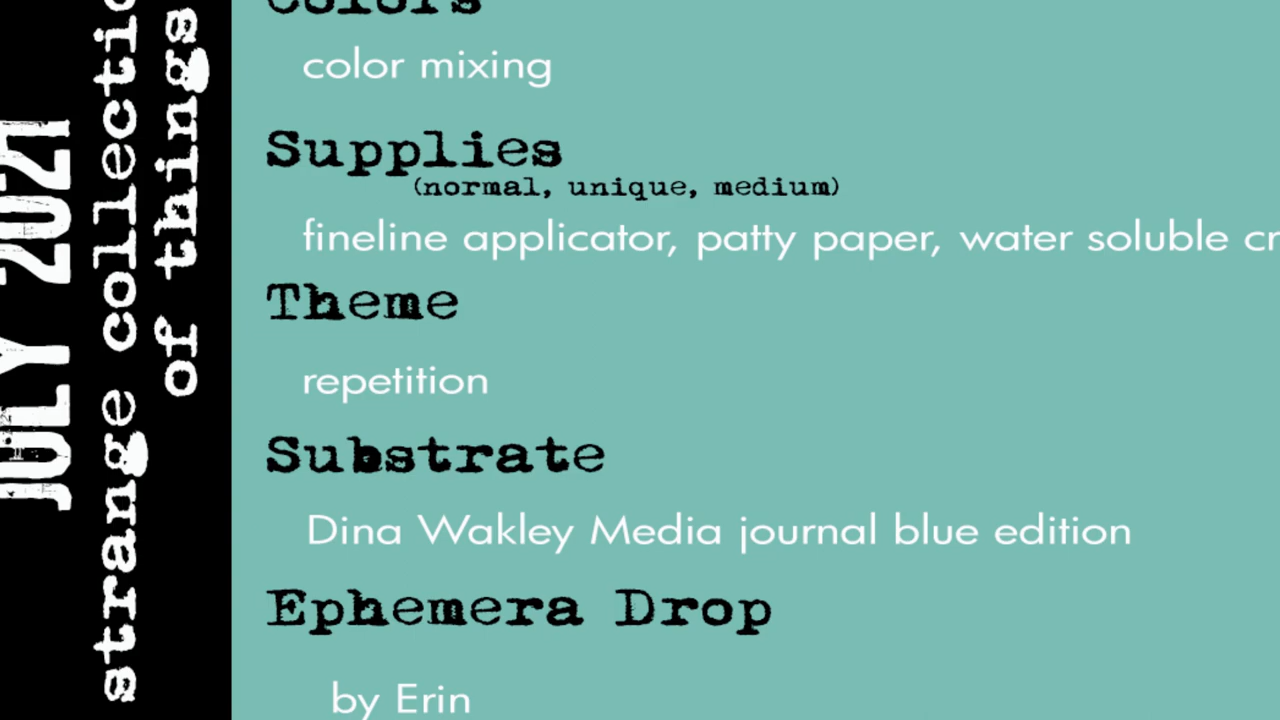 JULY 2021
strange collectio
of things
Colors
color mixing
Supplies
(normal, unique, medium)
fineline applicator, patty paper, water soluble cr
Theme
repetition
Substrate
Dina Wakley Media journal blue edition
Ephemera Drop
by Erin